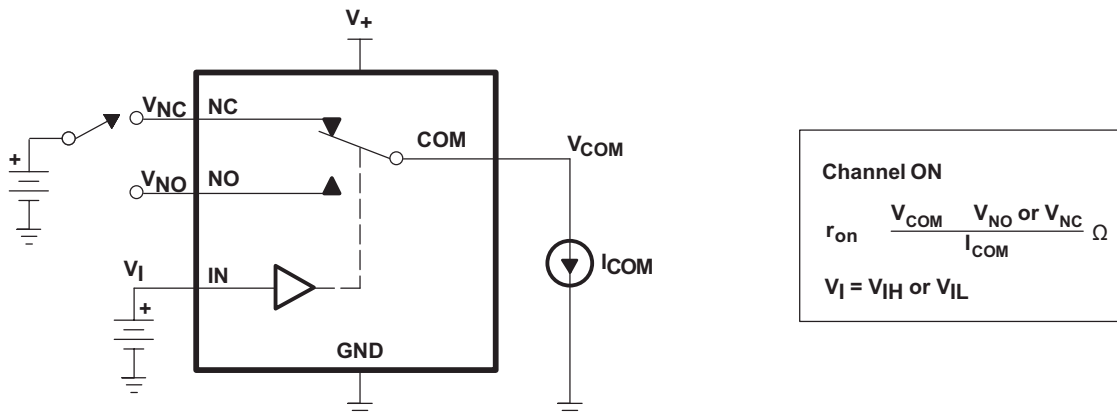 V+
VNC NC
COM
VCOM
VNO NO
+
VI IN
+
ICOM
GND
Channel ON
ron VCOM VNO or VNC
ICOM Ω
VI = VIH or VIL